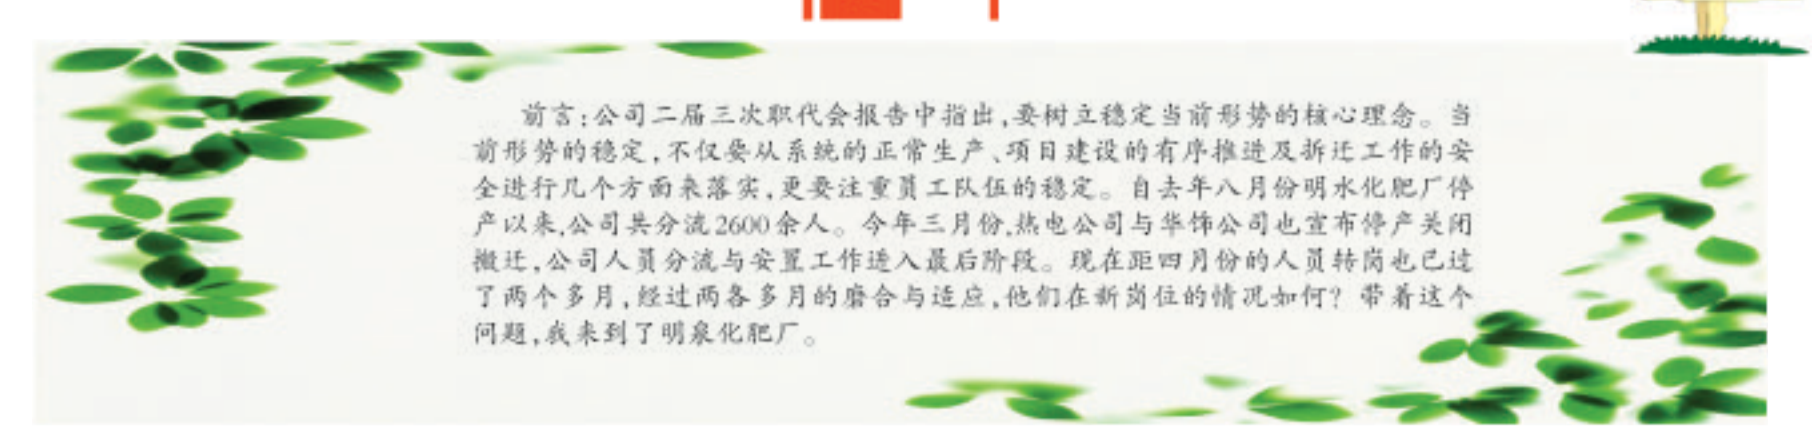 前言:公司二届三次职代会报告中指出,要树立稳定当前形势的核心理念。当
前形势的稳定,不仅要从系统的正常生产、项目建设的有序推进及拆迁工作的安
全进行几个方面来落实,更要注重员工队伍的稳定。自去年八月份明水化肥厂停
产以来,公司共分流2600余人。今年三月份,热电公司与华饰公司也宣布停产关闭
搬迁,公司人员分流与安置工作进入最后阶段。现在距四月份的人员转岗也已过
了两个多月,经过两各多月的磨合与适应,他们在新岗位的情况如何?带着这个
问题,我来到了明泉化肥厂。